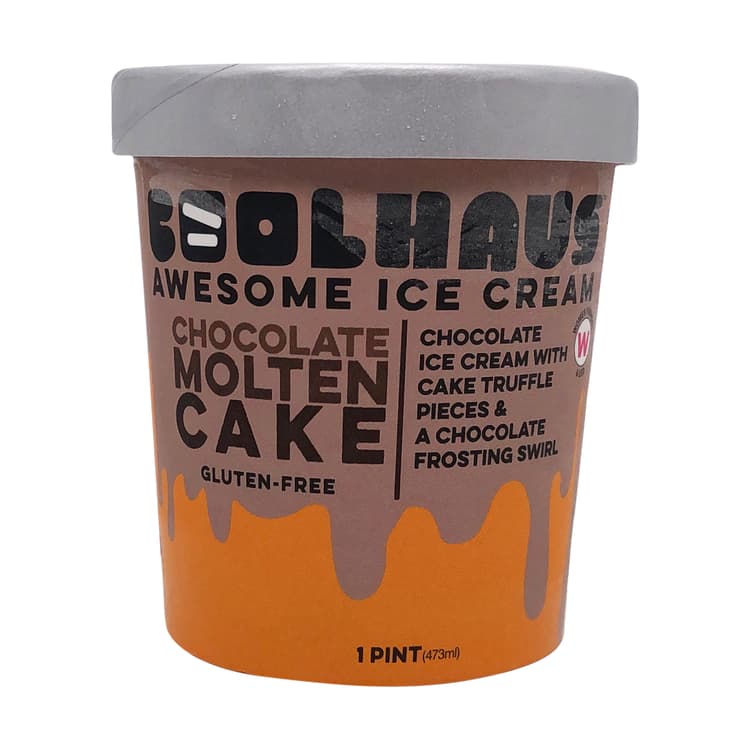 COOLHAUS
AWESOME ICE CREAM
CHOCOLATE
MOLTEN
CAKE
GLUTEN-FREE
CHOCOLATE
ICE CREAM WITH
CAKE TRUFFLE
PIECES &
A CHOCOLATE
FROSTING SWIRL
W
1 PINT (473ml)